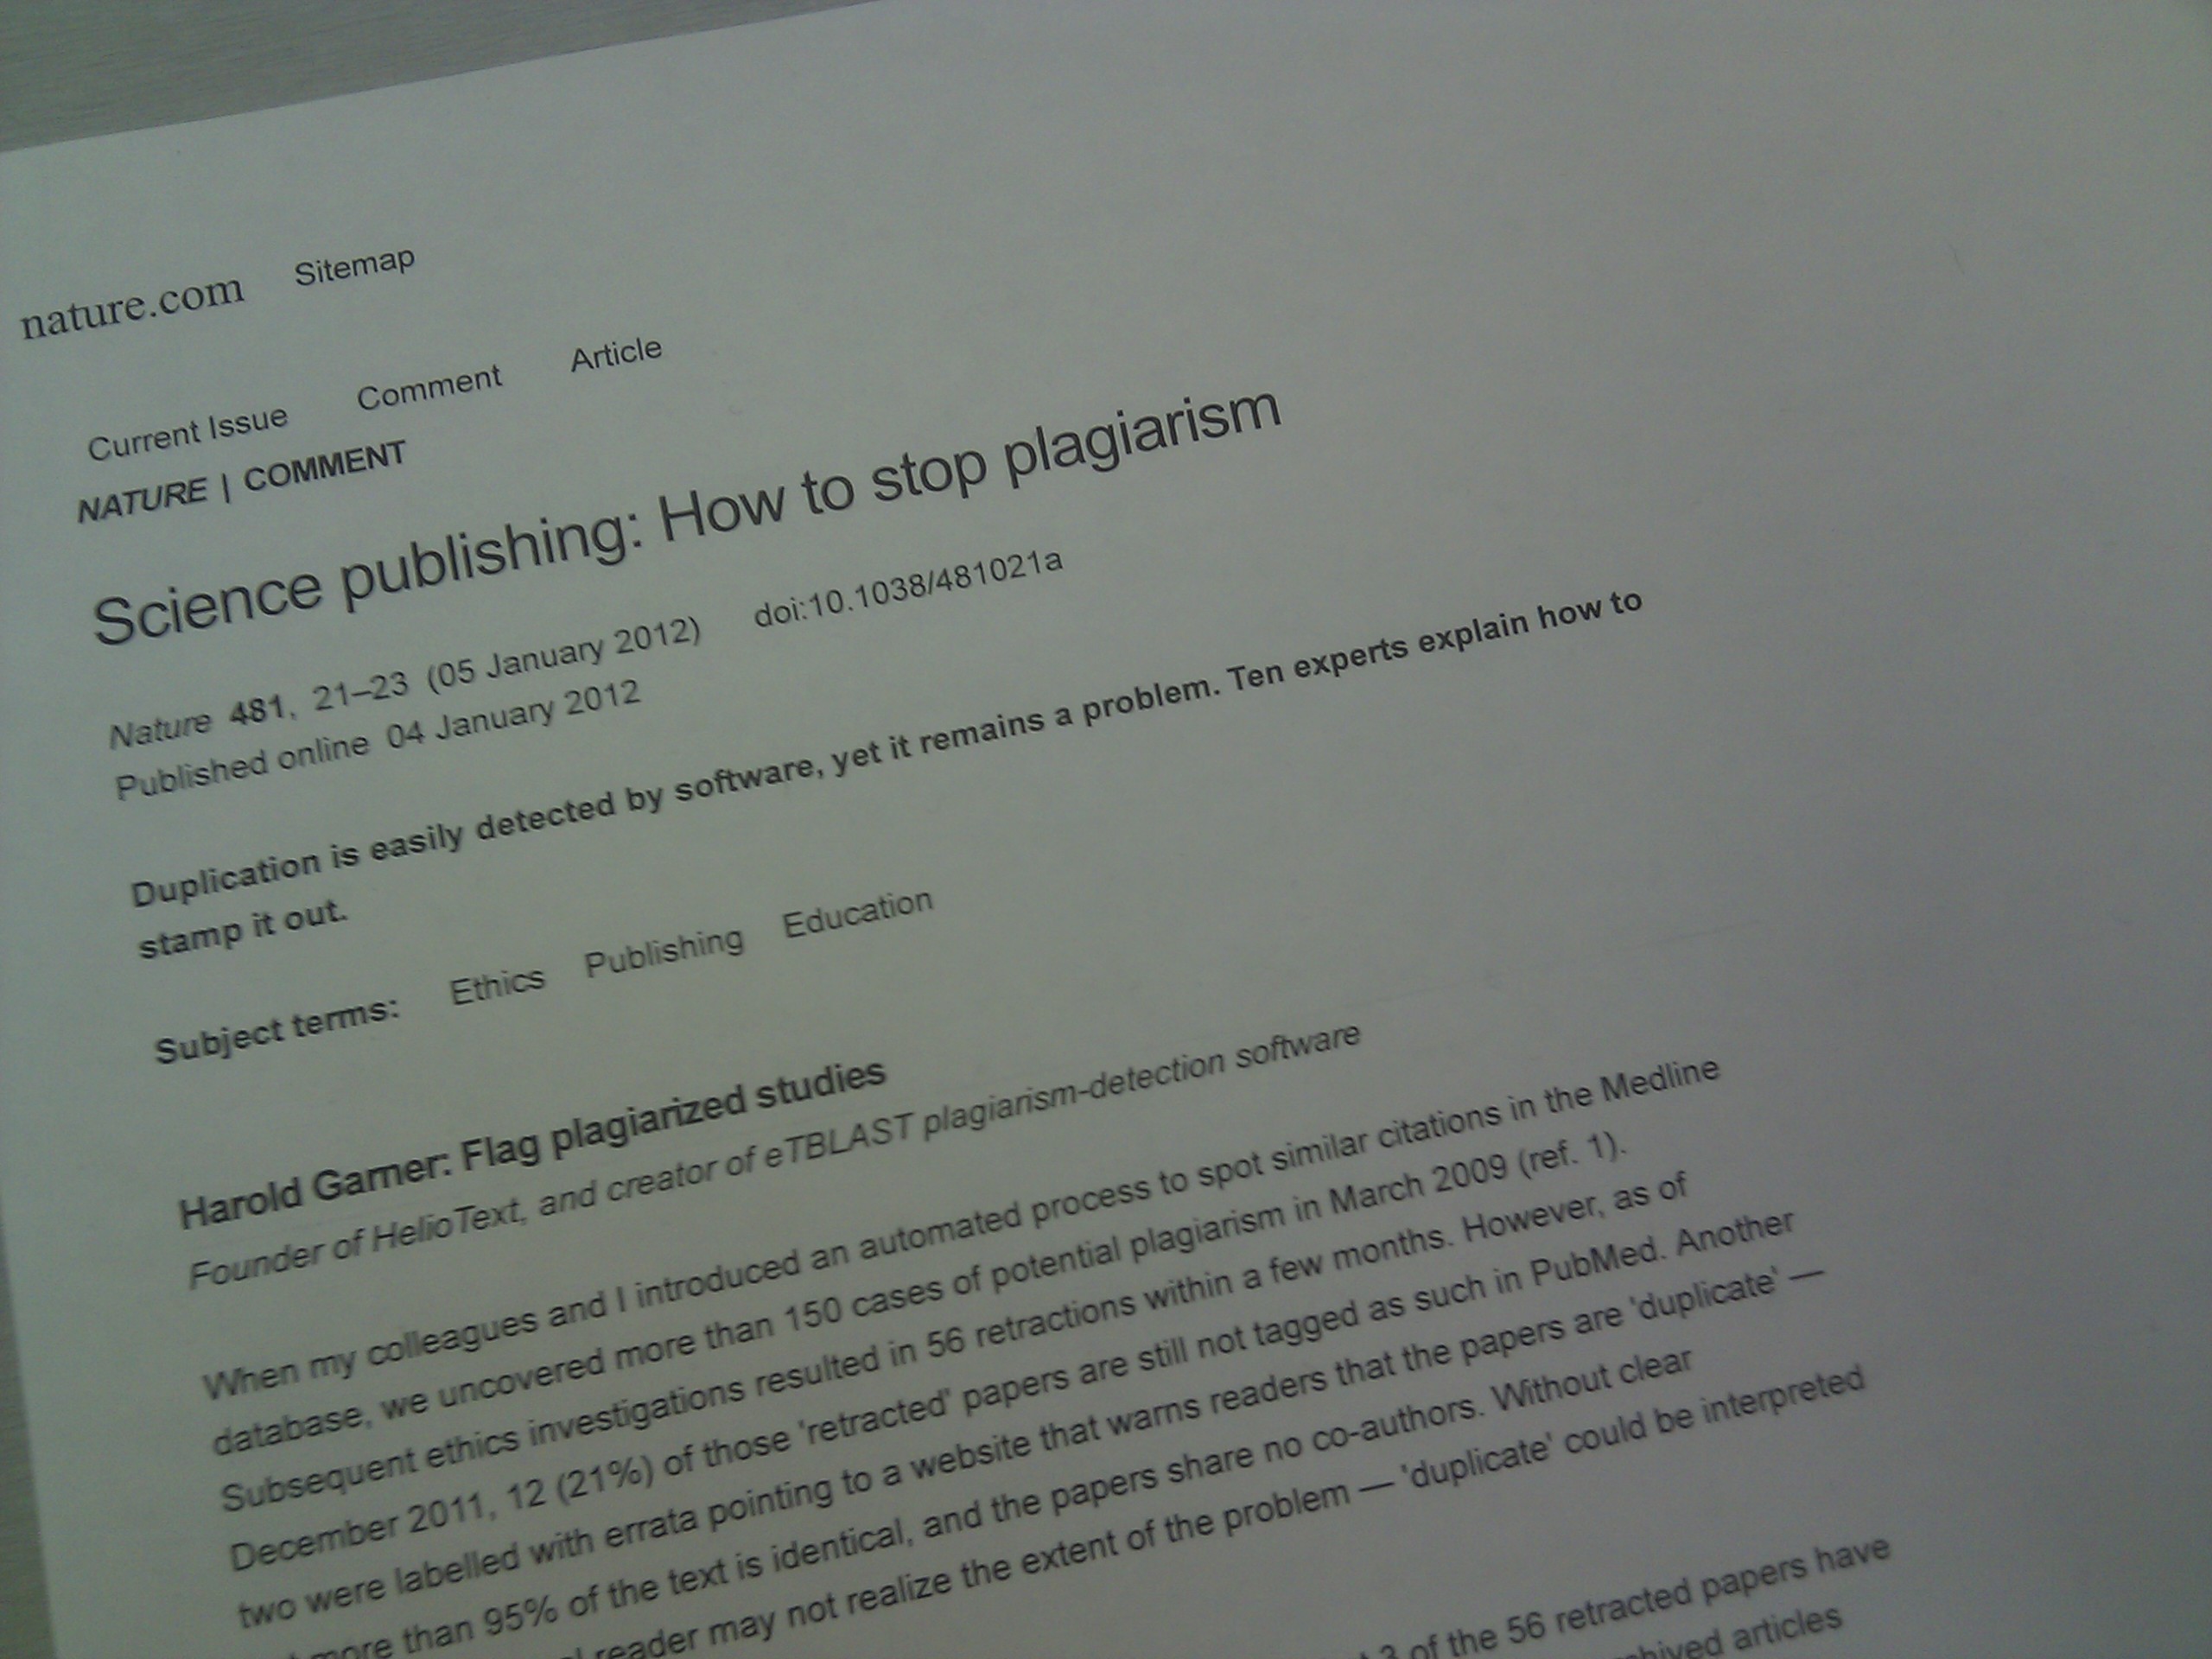 nature.com Sitemap
Current Issue Comment Article
NATURE | COMMENT
Science publishing: How to stop plagiarism
Nature 481, 21–23 (05 January 2012) doi:10.1038/481021a
Published online 04 January 2012
Duplication is easily detected by software, yet it remains a problem. Ten experts explain how to
stamp it out.
Subject terms: Ethics Publishing Education
Harold Garner: Flag plagiarized studies
Founder of HelioText, and creator of eTBLAST plagiarism-detection software
When my colleagues and I introduced an automated process to spot similar citations in the Medline
database, we uncovered more than 150 cases of potential plagiarism in March 2009 (ref. 1).
Subsequent ethics investigations resulted in 56 retractions within a few months. However, as of
December 2011, 12 (21%) of those 'retracted' papers are still not tagged as such in PubMed. Another
two were labelled with errata pointing to a website that warns readers that the papers are 'duplicate' —
more than 95% of the text is identical, and the papers share no co-authors. Without clear
reader may not realize the extent of the problem — 'duplicate' could be interpreted
3 of the 56 retracted papers have
articles